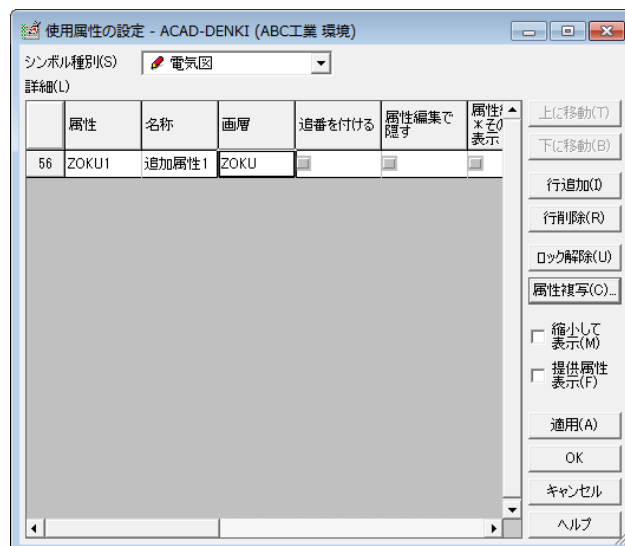 使用属性の設定 - ACAD-DENKI (ABC工業 環境)
シンボル種別(S)
電気図
詳細(L)
属性
名称
画層
追番を付ける
属性編集で
隠す
表示
56
ZOKU1
追加属性1
ZOKU
上に移動(T)
下に移動(B)
行追加(I)
行削除(R)
ロック解除(U)
属性複写(C)...
縮小して
表示(M)
提供属性
表示(F)
適用(A)
OK
キャンセル
ヘルプ